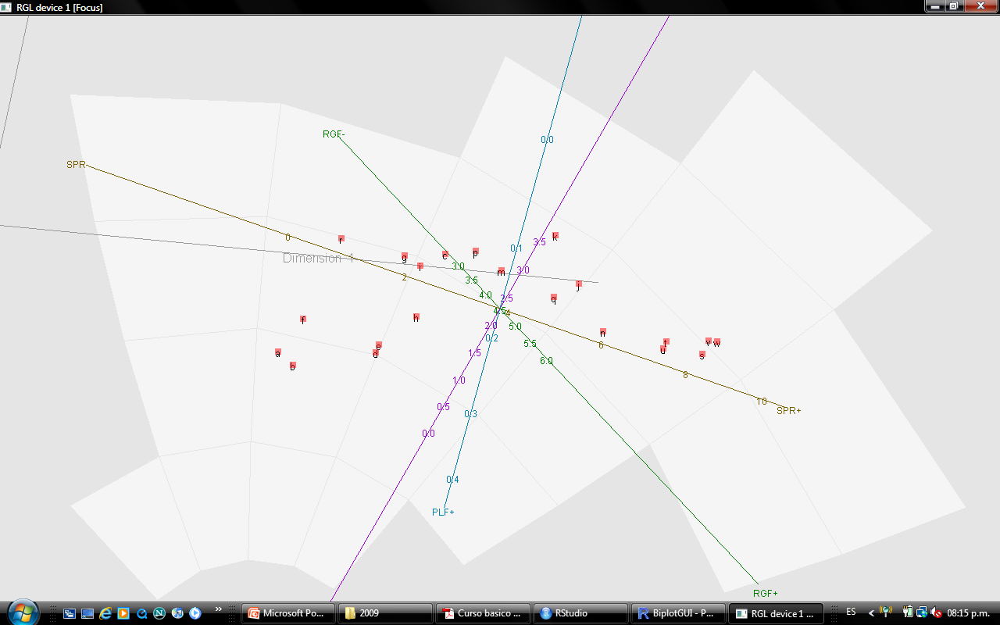 RGL device 1 [Focus]
RGF-
0.0
SPR-
0
r
k
3.5
0.1
p
c
g
Dimension 1
3.0
m
3.0
2
3.5
j
4.0
2.5
q
4.5
4
f
h
2.0
5.0
n
0.2
5.5
6
t
v
w
e
a
d
1.5
u
s
b
6.0
8
1.0
10
0.5
SPR+
0.3
0.0
0.4
PLF+
RGF+
Microsoft Po...
2009
Curso basico ...
RStudio
BiplotGUI - P...
RGL device 1 ...
ES
08:15 p.m.